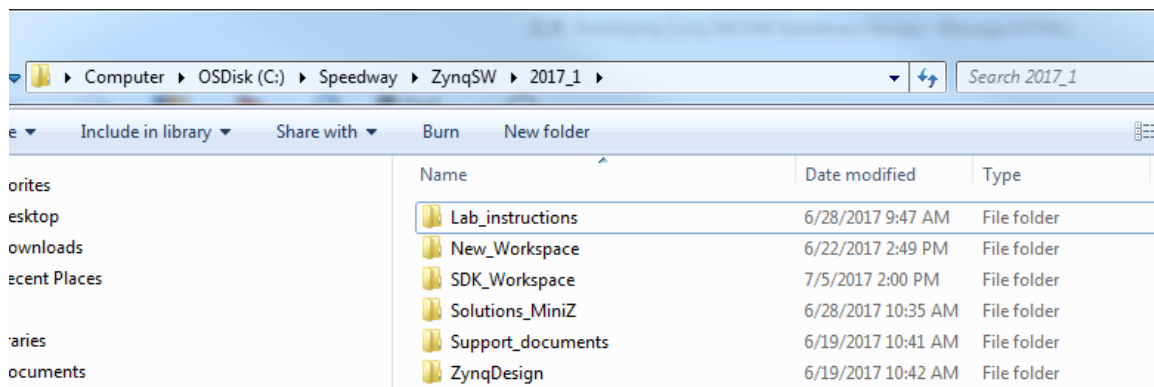 Computer ▸ OSDisk (C:) ▸ Speedway ▸ ZynqSW ▸ 2017_1 ▸ Search 2017_1
e Include in library Share with Burn New folder
Name Date modified Type
orites
esktop
ownloads
ecent Places
raries
ocuments
Lab_instructions 6/28/2017 9:47 AM File folder
New_Workspace 6/22/2017 2:49 PM File folder
SDK_Workspace 7/5/2017 2:00 PM File folder
Solutions_MiniZ 6/28/2017 10:35 AM File folder
Support_documents 6/19/2017 10:41 AM File folder
ZynqDesign 6/19/2017 10:42 AM File folder